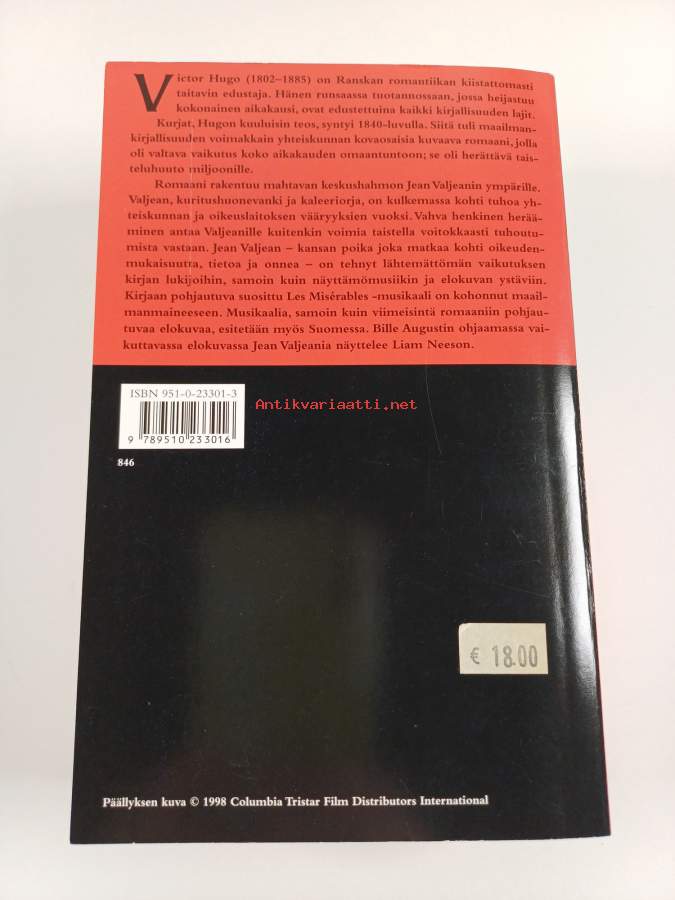 Victor Hugo (1802–1885) on Ranskan romantiikan kiistattomasti
taitavin edustaja. Hänen runsaassa tuotannossaan, jossa heijastuu
kokonainen aikakausi, ovat edustettuina kaikki kirjallisuuden lajit.
Kurjat, Hugon kuuluisin teos, syntyi 1840-luvulla. Siitä tuli maailman-
kirjallisuuden voimakkain yhteiskunnan kovaosaisia kuvaava romaani, jolla
oli valtava vaikutus koko aikakauden omaantuntoon; se oli herättävä tais-
teluhuuto miljoonille.
Romaani rakentuu mahtavan keskushahmon Jean Valjeanin ympärille.
Valjean, kuritushuonevanki ja kaleeriorja, on kulkemassa kohti tuhoa yh-
teiskunnan ja oikeuslaitoksen vääryyksien vuoksi. Vahva henkinen herää-
minen antaa Valjeanille kuitenkin voimia taistella voitokkaasti tuhoutu-
mista vastaan. Jean Valjean – kansan poika joka matkaa kohti oikeuden-
mukaisuutta, tietoa ja onnea – on tehnyt lähtemättömän vaikutuksen
kirjan lukijoihin, samoin kuin näyttämömusiikin ja elokuvan ystäviin.
Kirjaan pohjautuva suosittu Les Misérables -musikaali on kohonnut maail-
manmaineeseen. Musikaalia, samoin kuin viimeisintä romaaniin pohjau-
tuvaa elokuvaa, esitetään myös Suomessa. Bille Augustin ohjaamassa vai-
kuttavassa elokuvassa Jean Valjeania näyttelee Liam Neeson.
ISBN 951-0-23301-3
9 789510 233016
846
Antikvariaatti.net
€ 18.00
Päällyksen kuva © 1998 Columbia Tristar Film Distributors International